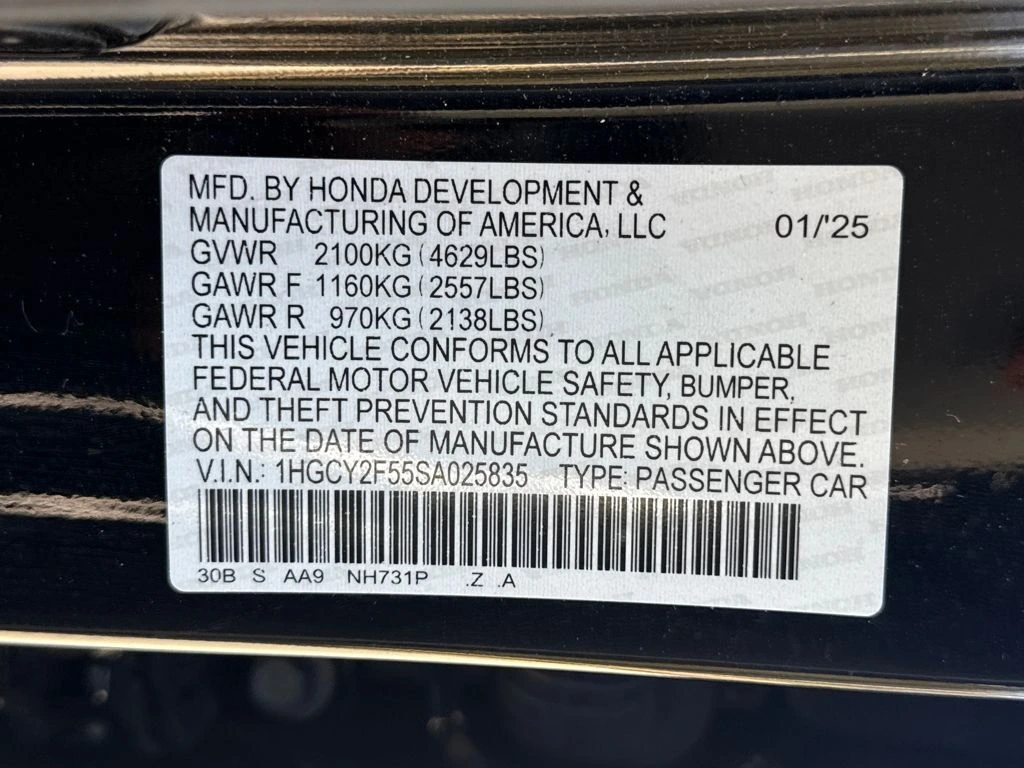 MFD. BY HONDA DEVELOPMENT &
MANUFACTURING OF AMERICA, LLC 01/'25
GVWR 2100KG (4629LBS)
GAWR F 1160KG (2557LBS)
GAWR R 970KG (2138LBS)
THIS VEHICLE CONFORMS TO ALL APPLICABLE
FEDERAL MOTOR VEHICLE SAFETY, BUMPER,
AND THEFT PREVENTION STANDARDS IN EFFECT
ON THE DATE OF MANUFACTURE SHOWN ABOVE.
V.I.N.: 1HGCY2F55SA025835 TYPE: PASSENGER CAR
30B S AA9 NH731P .Z .A